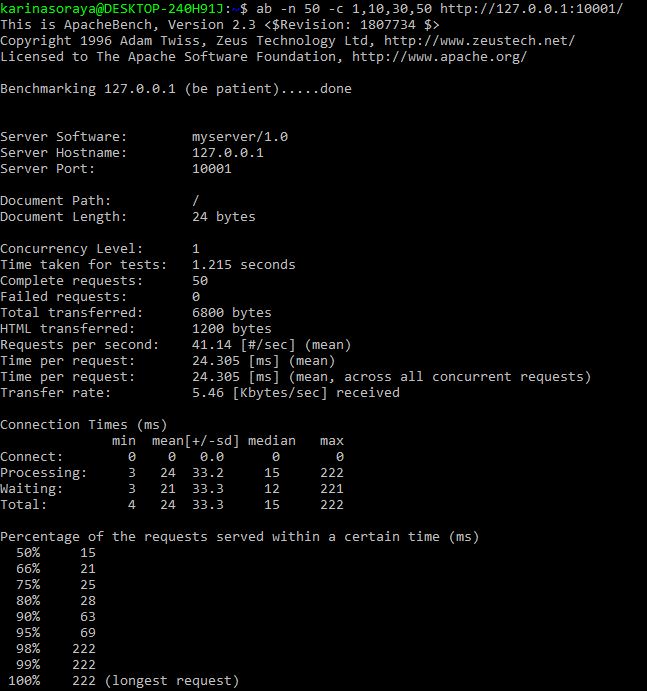 karinasoraya@DESKTOP-240H91J:~$ ab -n 50 -c 1,10,30,50 http://127.0.0.1:10001/
This is ApacheBench, Version 2.3 <$Revision: 1807734 $>
Copyright 1996 Adam Twiss, Zeus Technology Ltd, http://www.zeustech.net/
Licensed to The Apache Software Foundation, http://www.apache.org/

Benchmarking 127.0.0.1 (be patient).....done


Server Software:        myserver/1.0
Server Hostname:        127.0.0.1
Server Port:            10001

Document Path:          /
Document Length:        24 bytes

Concurrency Level:      1
Time taken for tests:   1.215 seconds
Complete requests:      50
Failed requests:        0
Total transferred:      6800 bytes
HTML transferred:       1200 bytes
Requests per second:    41.14 [#/sec] (mean)
Time per request:       24.305 [ms] (mean)
Time per request:       24.305 [ms] (mean, across all concurrent requests)
Transfer rate:          5.46 [Kbytes/sec] received

Connection Times (ms)
              min  mean[+/-sd] median   max
Connect:        0    0   0.0      0       0
Processing:     3   24  33.2     15     222
Waiting:        3   21  33.3     12     221
Total:          4   24  33.3     15     222

Percentage of the requests served within a certain time (ms)
  50%     15
  66%     21
  75%     25
  80%     28
  90%     63
  95%     69
  98%    222
  99%    222
 100%    222 (longest request)